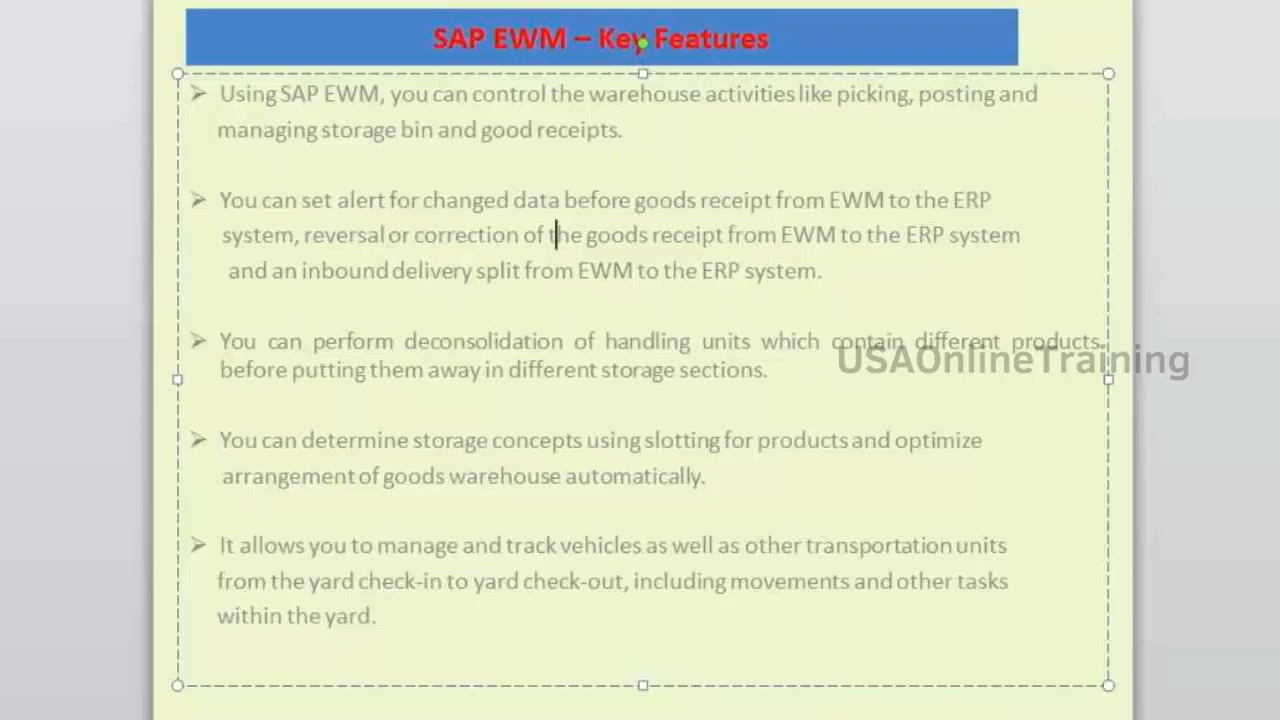 SAP EWM – Key Features
➢ Using SAP EWM, you can control the warehouse activities like picking, posting and
managing storage bin and good receipts.
➢ You can set alert for changed data before goods receipt from EWM to the ERP
system, reversal or correction of the goods receipt from EWM to the ERP system
and an inbound delivery split from EWM to the ERP system.
➢ You can perform deconsolidation of handling units which contain different products.
before putting them away in different storage sections.
USAOnlineTraining
➢ You can determine storage concepts using slotting for products and optimize
arrangement of goods warehouse automatically.
➢ It allows you to manage and track vehicles as well as other transportation units
from the yard check-in to yard check-out, including movements and other tasks
within the yard.